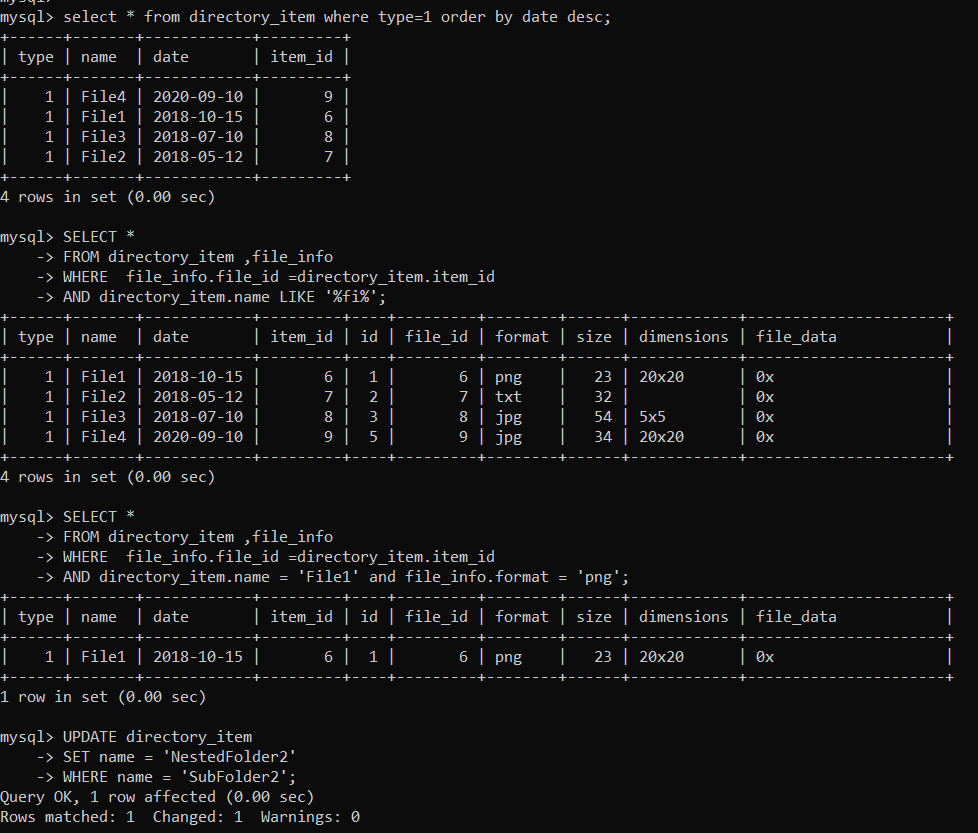 mysql> select * from directory_item where type=1 order by date desc;
+------+-------+------------+---------+
| type | name  | date       | item_id |
+------+-------+------------+---------+
|    1 | File4 | 2020-09-10 |       9 |
|    1 | File1 | 2018-10-15 |       6 |
|    1 | File3 | 2018-07-10 |       8 |
|    1 | File2 | 2018-05-12 |       7 |
+------+-------+------------+---------+
4 rows in set (0.00 sec)

mysql> SELECT *
    -> FROM directory_item ,file_info
    -> WHERE  file_info.file_id =directory_item.item_id
    -> AND directory_item.name LIKE '%fi%';
+------+-------+------------+---------+----+---------+--------+------+------------+----------------------+
| type | name  | date       | item_id | id | file_id | format | size | dimensions | file_data            |
+------+-------+------------+---------+----+---------+--------+------+------------+----------------------+
|    1 | File1 | 2018-10-15 |       6 |  1 |       6 | png    |   23 | 20x20      | 0x                   |
|    1 | File2 | 2018-05-12 |       7 |  2 |       7 | txt    |   32 |            | 0x                   |
|    1 | File3 | 2018-07-10 |       8 |  3 |       8 | jpg    |   54 | 5x5        | 0x                   |
|    1 | File4 | 2020-09-10 |       9 |  5 |       9 | jpg    |   34 | 20x20      | 0x                   |
+------+-------+------------+---------+----+---------+--------+------+------------+----------------------+
4 rows in set (0.00 sec)

mysql> SELECT *
    -> FROM directory_item ,file_info
    -> WHERE  file_info.file_id =directory_item.item_id
    -> AND directory_item.name = 'File1' and file_info.format = 'png';
+------+-------+------------+---------+----+---------+--------+------+------------+----------------------+
| type | name  | date       | item_id | id | file_id | format | size | dimensions | file_data            |
+------+-------+------------+---------+----+---------+--------+------+------------+----------------------+
|    1 | File1 | 2018-10-15 |       6 |  1 |       6 | png    |   23 | 20x20      | 0x                   |
+------+-------+------------+---------+----+---------+--------+------+------------+----------------------+
1 row in set (0.00 sec)

mysql> UPDATE directory_item
    -> SET name = 'NestedFolder2'
    -> WHERE name = 'SubFolder2';
Query OK, 1 row affected (0.00 sec)
Rows matched: 1  Changed: 1  Warnings: 0